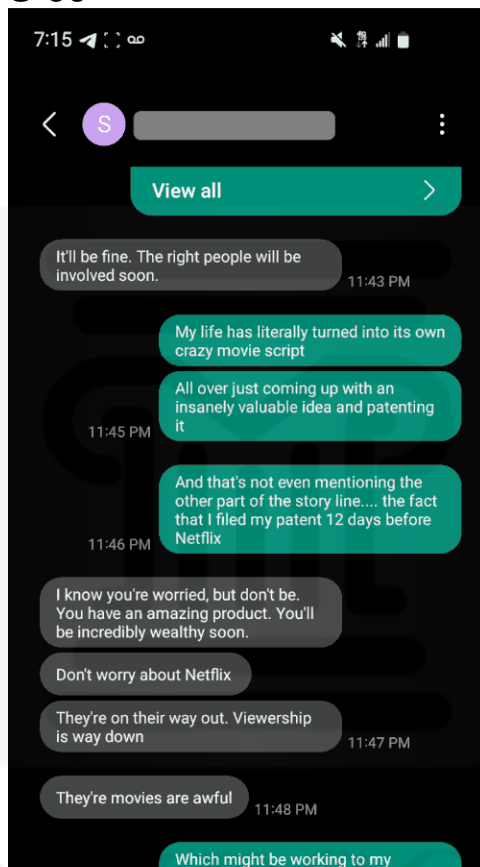 7:15
S
View all
It'll be fine. The right people will be
involved soon.
11:43 PM
My life has literally turned into its own
crazy movie script
All over just coming up with an
insanely valuable idea and patenting
it
11:45 PM
And that's not even mentioning the
other part of the story line.... the fact
that I filed my patent 12 days before
Netflix
11:46 PM
I know you're worried, but don't be.
You have an amazing product. You'll
be incredibly wealthy soon.
Don't worry about Netflix
They're on their way out. Viewership
is way down
11:47 PM
They're movies are awful
11:48 PM
Which might be working to my